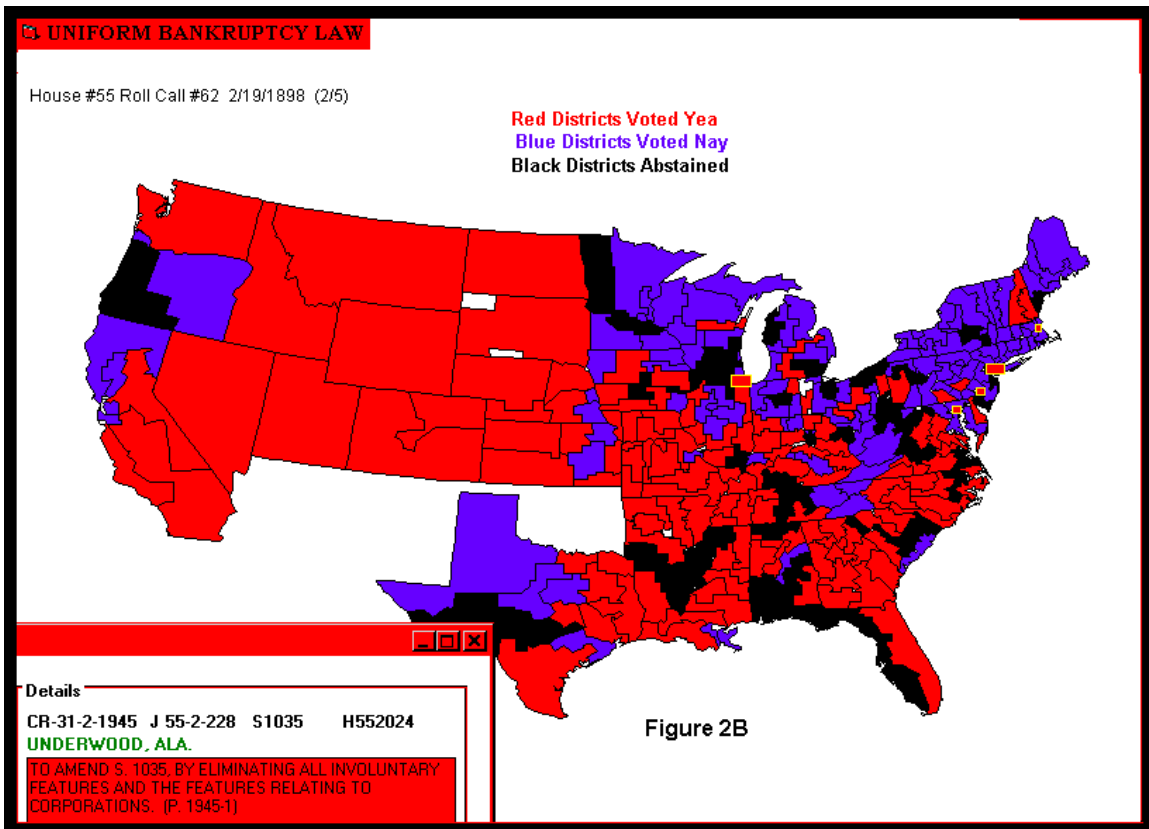 UNIFORM BANKRUPTCY LAW
House #55 Roll Call #62 2/19/1898 (2/5)
Red Districts Voted Yea
Blue Districts Voted Nay
Black Districts Abstained
Figure 2B
Details
CR-31-2-1945 J 55-2-228 S1035 H552024
UNDERWOOD, ALA.
TO AMEND S. 1035, BY ELIMINATING ALL INVOLUNTARY
FEATURES AND THE FEATURES RELATING TO
CORPORATIONS. (P. 1945-1)